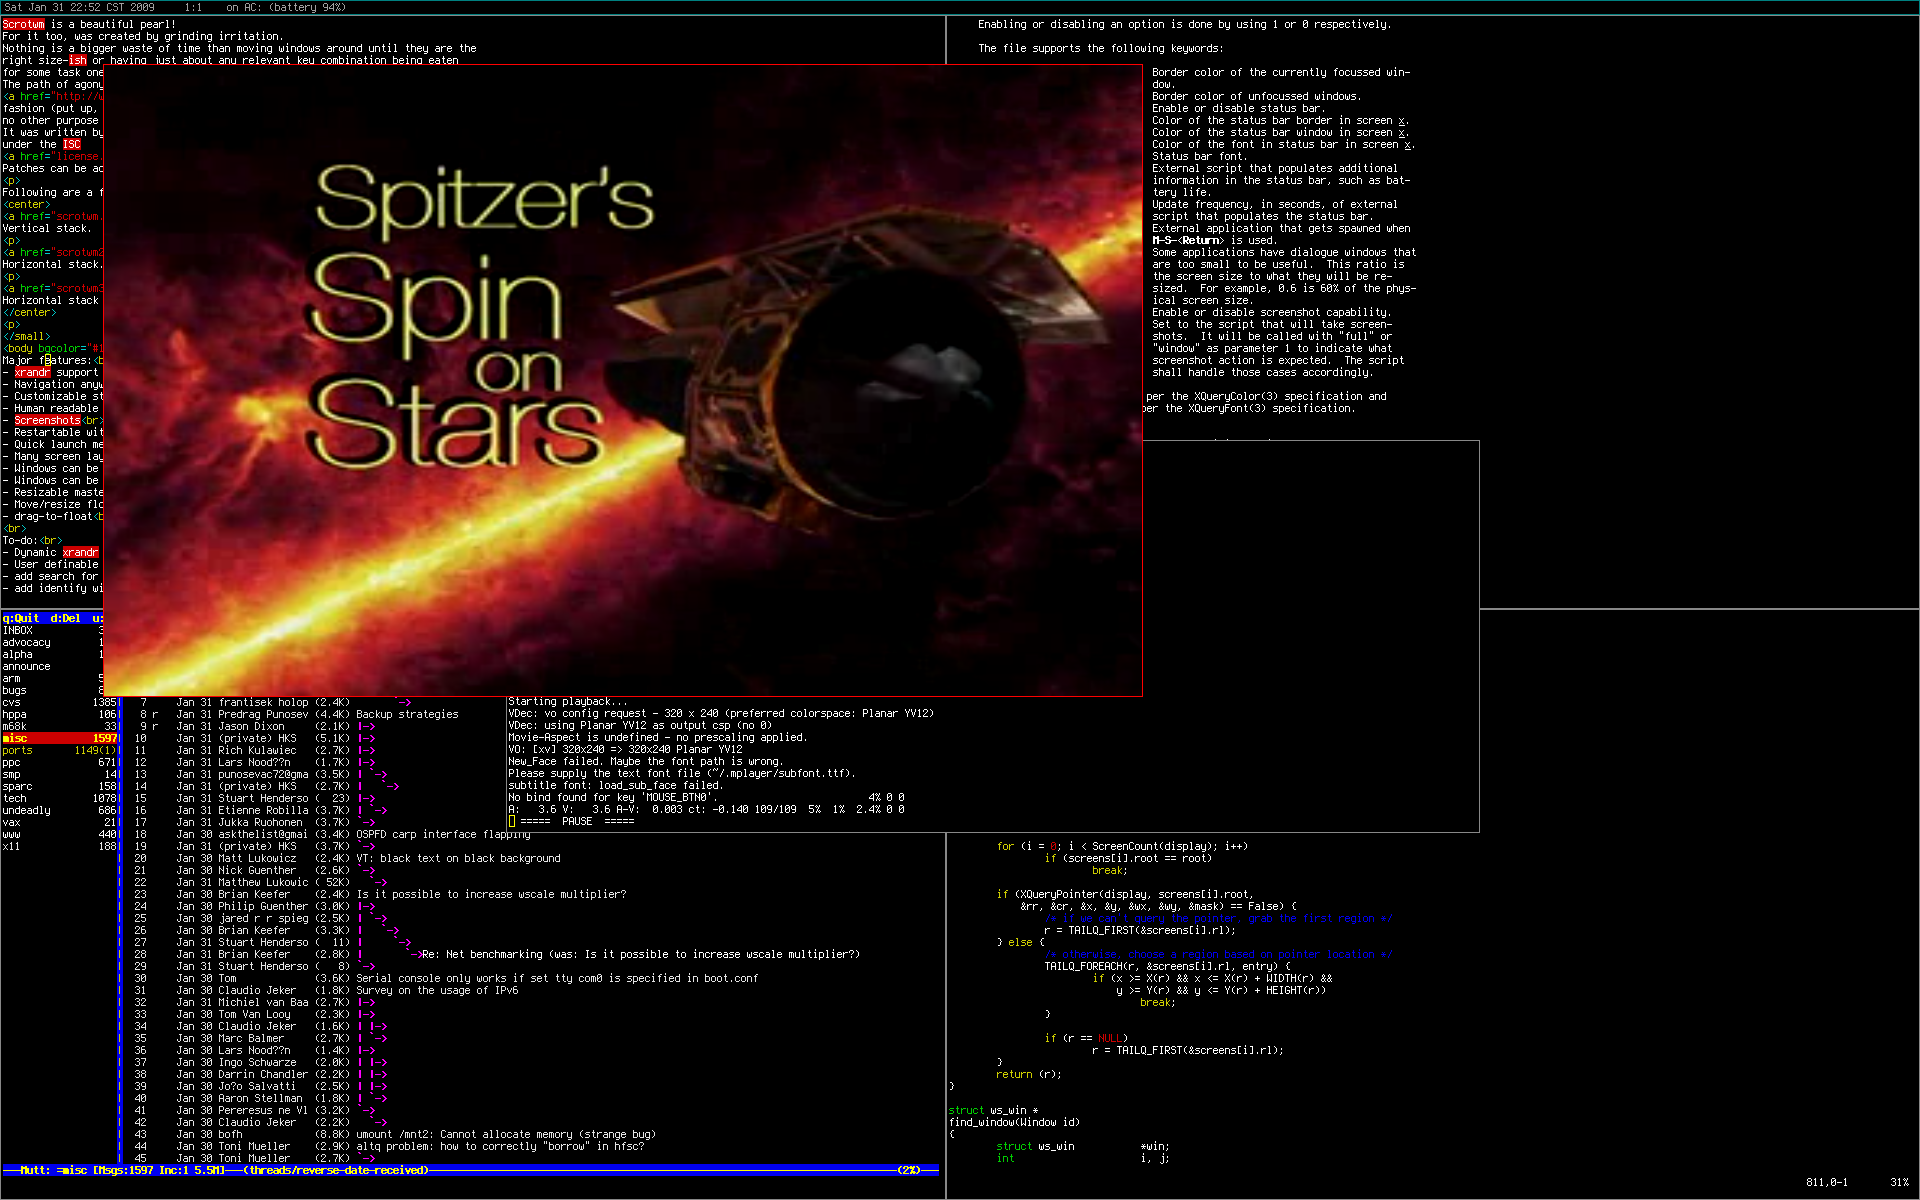 Sat Jan 31 22:52 CST 2009     1:1    on AC: (battery 94%)
Scrotwm is a beautiful pearl!
For it too, was created by grinding irritation.
Nothing is a bigger waste of time than moving windows around until they are the
right size-ish or having just about any relevant key combination being eaten
for some task one
The path of agony
<a href="http://w
fashion (put up,
no other purpose
It was written by
under the ISC
<a href="license.
Patches can be ac
<p>
Following are a f
<center>
<a href="scrotwm.
Vertical stack.
<p>
<a href="scrotwm2
Horizontal stack.
<p>
<a href="scrotwm3
Horizontal stack
</center>
<p>
</small>
<body bgcolor="#1
Major features:<b
- xrandr support
- Navigation anyw
- Customizable st
- Human readable
- Screenshots<br>
- Restartable wit
- Quick launch me
- Many screen lay
- Windows can be
- Windows can be
- Resizable maste
- Move/resize flo
- drag-to-float<b
<br>
To-do:<br>
- Dynamic xrandr
- User definable
- add search for
- add identify wi
Spitzer's
Spin
on
Stars
Enabling or disabling an option is done by using 1 or 0 respectively.
The file supports the following keywords:
Border color of the currently focussed win-
dow.
Border color of unfocussed windows.
Enable or disable status bar.
Color of the status bar border in screen x.
Color of the status bar window in screen x.
Color of the font in status bar in screen x.
Status bar font.
External script that populates additional
information in the status bar, such as bat-
tery life.
Update frequency, in seconds, of external
script that populates the status bar.
External application that gets spawned when
M-S-<Return> is used.
Some applications have dialogue windows that
are too small to be useful.  This ratio is
the screen size to what they will be re-
sized.  For example, 0.6 is 60% of the phys-
ical screen size.
Enable or disable screenshot capability.
Set to the script that will take screen-
shots.  It will be called with "full" or
"window" as parameter 1 to indicate what
screenshot action is expected.  The script
shall handle those cases accordingly.
per the XQueryColor(3) specification and
per the XQueryFont(3) specification.
q:Quit  d:Del  u:
INBOX 3
advocacy 1
alpha 1
announce
arm 5
bugs 8
cvs 1385
hppa 106
m68k 33
misc 1597
ports 1149(1)
ppc 671
smp 14
sparc 158
tech 1078
undeadly 686
vax 21
www 440
x11 188
7     Jan 31 frantisek holop  (2.4K)        ->
8 r   Jan 31 Predrag Punosev  (4.4K) Backup strategies
9 r   Jan 31 Jason Dixon      (2.1K) |->
10    Jan 31 (private) HKS    (5.1K) |->
11    Jan 31 Rich Kulawiec    (2.7K) |->
12    Jan 31 Lars Nood??n     (1.7K) |->
13    Jan 31 punosevac72@gma  (3.5K) | `->
14    Jan 31 (private) HKS    (2.7K) |   `->
15    Jan 31 Stuart Henderso  (  23) |->
16    Jan 31 Etienne Robilla  (3.7K) | `->
17    Jan 31 Jukka Ruohonen   (3.7K) `->
18    Jan 30 askthelist@gmai  (3.4K) OSPFD carp interface flapping
19    Jan 31 (private) HKS    (3.7K) `->
20    Jan 30 Matt Lukowicz    (2.4K) VT: black text on black background
21    Jan 30 Nick Guenther    (2.6K) `->
22    Jan 31 Matthew Lukowic  ( 52K)   `->
23    Jan 30 Brian Keefer     (2.4K) Is it possible to increase wscale multiplier?
24    Jan 30 Philip Guenther  (3.0K) |->
25    Jan 30 jared r r spieg  (2.5K) | `->
26    Jan 30 Brian Keefer     (3.3K) |   `->
27    Jan 31 Stuart Henderso  (  11) |     `->
28    Jan 31 Brian Keefer     (2.8K) |       `->Re: Net benchmarking (was: Is it possible to increase wscale multiplier?)
29    Jan 31 Stuart Henderso  (   8) `->
30    Jan 30 Tom              (3.6K) Serial console only works if set tty com0 is specified in boot.conf
31    Jan 30 Claudio Jeker    (1.8K) Survey on the usage of IPv6
32    Jan 31 Michiel van Baa  (2.7K) |->
33    Jan 30 Tom Van Looy     (2.3K) |->
34    Jan 30 Claudio Jeker    (1.6K) | |->
35    Jan 30 Marc Balmer      (2.7K) | `->
36    Jan 30 Lars Nood??n     (1.4K) |->
37    Jan 30 Ingo Schwarze    (2.0K) | |->
38    Jan 30 Darrin Chandler  (2.2K) | |->
39    Jan 30 Jo?o Salvatti    (2.5K) | `->
40    Jan 30 Aaron Stellman   (1.8K) | `->
41    Jan 30 Pereresus ne Vl  (3.2K) `->
42    Jan 30 Claudio Jeker    (2.2K)   `->
43    Jan 30 bofh             (8.8K) umount /mnt2: Cannot allocate memory (strange bug)
44    Jan 30 Toni Mueller     (2.9K) altq problem: how to correctly "borrow" in hfsc?
45    Jan 30 Toni Mueller     (2.7K) `->
---Mutt: =misc [Msgs:1597 Inc:1 5.5M]---(threads/reverse-date-received)---(2%)---
Starting playback...
VDec: vo config request - 320 x 240 (preferred colorspace: Planar YV12)
VDec: using Planar YV12 as output csp (no 0)
Movie-Aspect is undefined - no prescaling applied.
VO: [xv] 320x240 => 320x240 Planar YV12
New_Face failed. Maybe the font path is wrong.
Please supply the text font file (~/.mplayer/subfont.ttf).
subtitle font: load_sub_face failed.
No bind found for key 'MOUSE_BTN0'.                         4% 0 0
A:   3.6 V:   3.6 A-V:  0.003 ct: -0.140 109/109  5%  1%  2.4% 0 0
=====  PAUSE  =====
for (i = 0; i < ScreenCount(display); i++)
if (screens[i].root == root)
break;
if (XQueryPointer(display, screens[i].root,
&rr, &cr, &x, &y, &wx, &wy, &mask) == False) {
/* if we can't query the pointer, grab the first region */
r = TAILQ_FIRST(&screens[i].rl);
} else {
/* otherwise, choose a region based on pointer location */
TAILQ_FOREACH(r, &screens[i].rl, entry) {
if (x >= X(r) && x <= X(r) + WIDTH(r) &&
y >= Y(r) && y <= Y(r) + HEIGHT(r))
break;
}
if (r == NULL)
r = TAILQ_FIRST(&screens[i].rl);
}
return (r);
}
struct ws_win *
find_window(Window id)
{
struct ws_win           *win;
int                     i, j;
811,0-1       31%